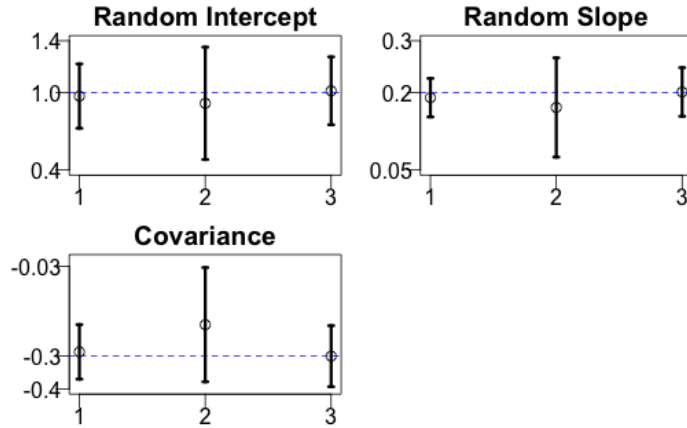 Random Intercept
1.4
1.0
0.4
1 2 3
Random Slope
0.3
0.2
0.05
1 2 3
Covariance
-0.03
-0.3
-0.4
1 2 3